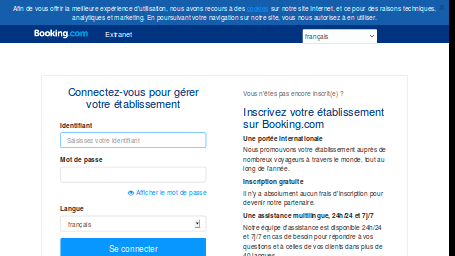 Afin de vous offrir la meilleure expérience d'utilisation, nous avons recours à des cookies sur notre site Internet, et ce pour des raisons techniques,
analytiques et marketing. En poursuivant votre navigation sur notre site, vous nous autorisez à en utiliser.
Booking.com Extranet français
Connectez-vous pour gérer
votre établissement
Identifiant
Saisissez votre identifiant
Mot de passe
Afficher le mot de passe
Langue
français
Se connecter
Vous n'êtes pas encore inscrit(e) ?
Inscrivez votre établissement
sur Booking.com
Une portée internationale
Nous promouvons votre établissement auprès de
nombreux voyageurs à travers le monde, tout au
long de l'année.
Inscription gratuite
Il n'y a absolument aucun frais d'inscription pour
devenir notre partenaire.
Une assistance multilingue, 24h/24 et 7j/7
Notre équipe d'assistance est disponible 24h/24
et 7j/7 en cas de besoin pour répondre à vos
questions et à celles de vos clients dans plus de
40 langues